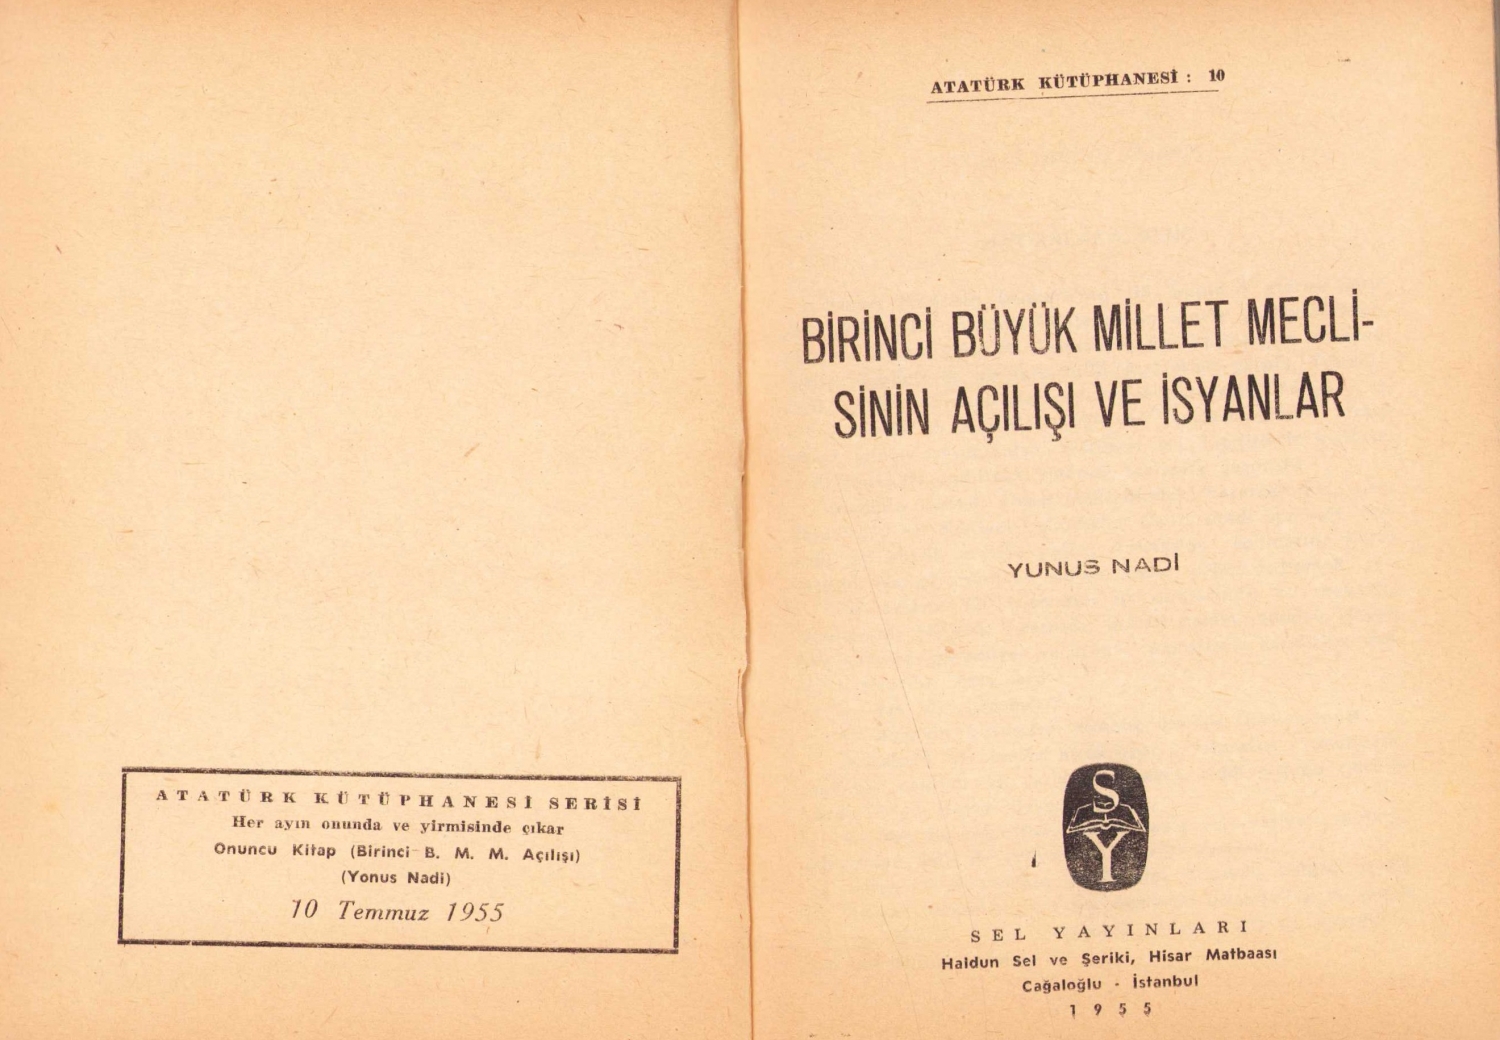 ATATÜRK KÜTÜPHANESİ SERİSİ
Her ayın onunda ve yirmisinde çıkar
Onuncu Kitap (Birinci B. M. M. Açılışı)
(Yonus Nadi)
10 Temmuz 1955
ATATÜRK KÜTÜPHANESİ : 10
BİRİNCİ BÜYÜK MİLLET MECLİ-
SİNİN AÇILIŞI VE İSYANLAR
YUNUS NADİ
S
Y
SEL YAYINLARI
Haldun Sel ve Şeriki, Hisar Matbaası
Cağaloğlu - İstanbul
1955